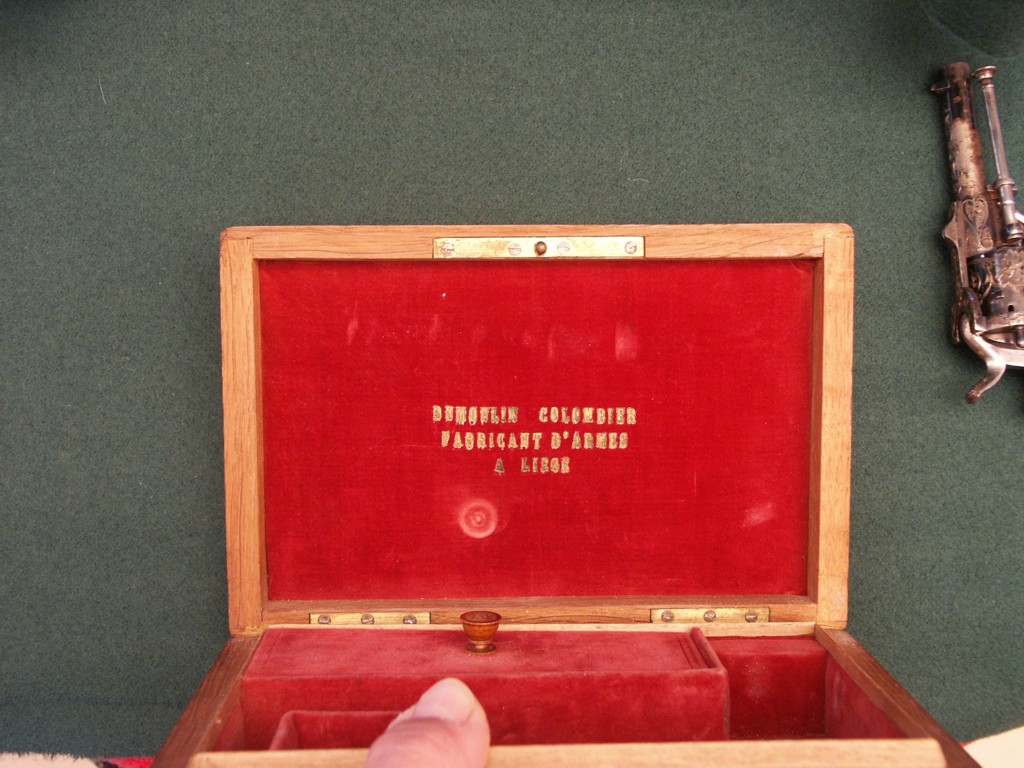 DUMOULIN COLOMBIER
FABRICANT D'ARMES
A LIEGE